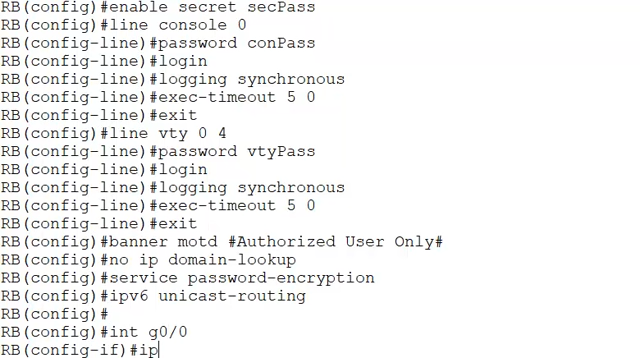 RB(config)#enable secret secPass
RB(config)#line console 0
RB(config-line)#password conPass
RB(config-line)#login
RB(config-line)#logging synchronous
RB(config-line)#exec-timeout 5 0
RB(config-line)#exit
RB(config)#line vty 0 4
RB(config-line)#password vtyPass
RB(config-line)#login
RB(config-line)#logging synchronous
RB(config-line)#exec-timeout 5 0
RB(config-line)#exit
RB(config)#banner motd #Authorized User Only#
RB(config)#no ip domain-lookup
RB(config)#service password-encryption
RB(config)#ipv6 unicast-routing
RB(config)#
RB(config)#int g0/0
RB(config-if)#ip